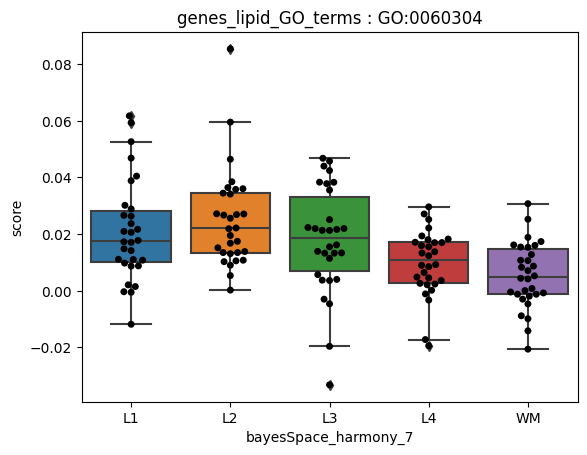 genes_lipid_GO_terms : GO:0060304
0.08
0.06
0.04
0.02
0.00
−0.02
score
L1 L2 L3 L4 WM
bayesSpace_harmony_7